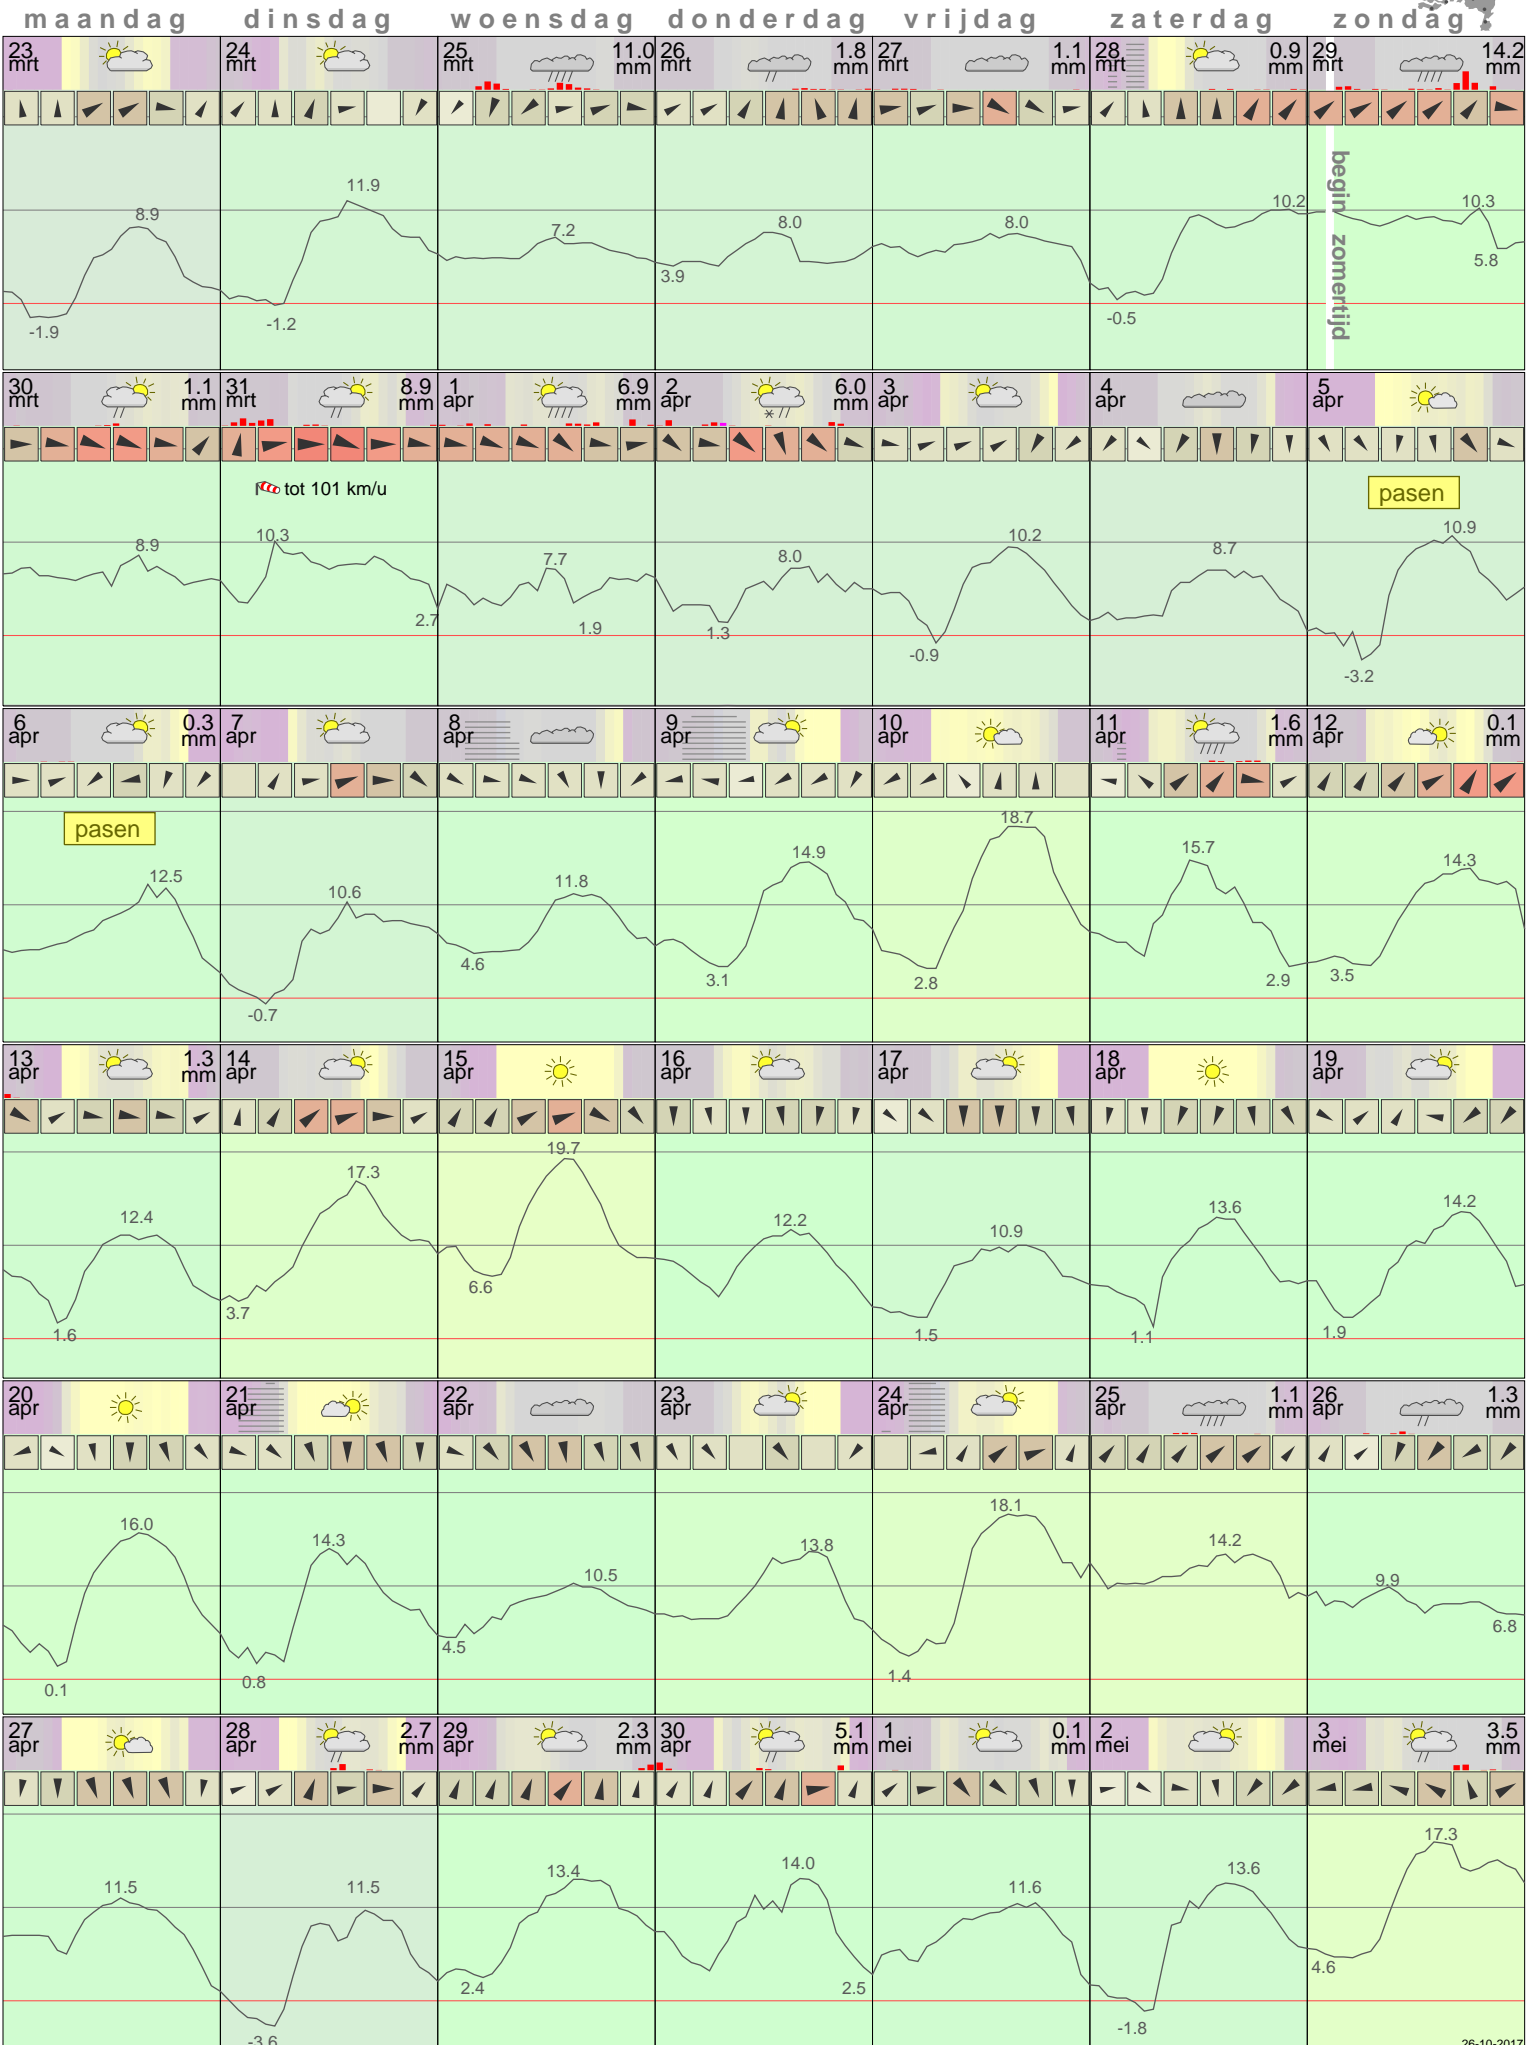 maandag dinsdag woensdag donderdag vrijdag zaterdag zondag
23 mrt 24 mrt 25 mrt 11.0 mm 26 mrt 1.8 mm 27 mrt 1.1 mm 28 mrt 0.9 mm 29 mrt 14.2 mm
begin zomertijd
8.9 -1.9 11.9 -1.2 7.2 3.9 8.0 8.0 -0.5 10.2 10.3 5.8
30 mrt 1.1 mm 31 mrt 8.9 mm 1 apr 6.9 mm 2 apr 6.0 mm 3 apr 4 apr 5 apr
tot 101 km/u
pasen
8.9 10.3 2.7 7.7 1.9 1.3 8.0 -0.9 10.2 8.7 -3.2 10.9
6 apr 0.3 mm 7 apr 8 apr 9 apr 10 apr 11 apr 1.6 mm 12 apr 0.1 mm
pasen
12.5 -0.7 10.6 4.6 11.8 3.1 14.9 2.8 18.7 15.7 2.9 3.5 14.3
13 apr 1.3 mm 14 apr 15 apr 16 apr 17 apr 18 apr 19 apr
1.6 12.4 3.7 17.3 6.6 19.7 12.2 1.5 10.9 1.1 13.6 1.9 14.2
20 apr 21 apr 22 apr 23 apr 24 apr 25 apr 1.1 mm 26 apr 1.3 mm
0.1 16.0 0.8 14.3 4.5 10.5 13.8 1.4 18.1 14.2 9.9 6.8
27 apr 28 apr 2.7 mm 29 apr 2.3 mm 30 apr 5.1 mm 1 mei 0.1 mm 2 mei 3 mei 3.5 mm
11.5 -3.6 11.5 2.4 13.4 14.0 2.5 11.6 -1.8 13.6 4.6 17.3
26-10-2017